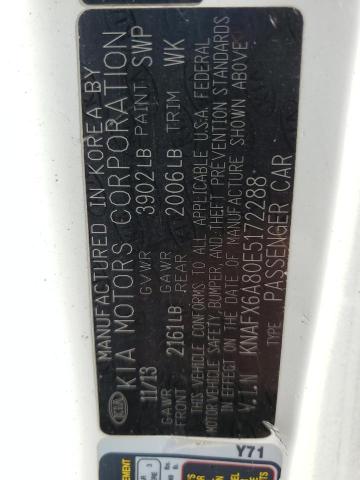 MANUFACTURED IN KOREA BY
KIA KIA MOTORS CORPORATION
11/13 GVWR 3902LB PAINT SWP
GAWR FRONT 2161LB GAWR REAR 2006LB TRIM WK
THIS VEHICLE CONFORMS TO ALL APPLICABLE U.S.A. FEDERAL
MOTOR VEHICLE SAFETY, BUMPER AND THEFT PREVENTION STANDARDS
IN EFFECT ON THE DATE OF MANUFACTURE SHOWN ABOVE
V.I.N KNAFX6A80E5172288
TYPE PASSENGER CAR
Y71